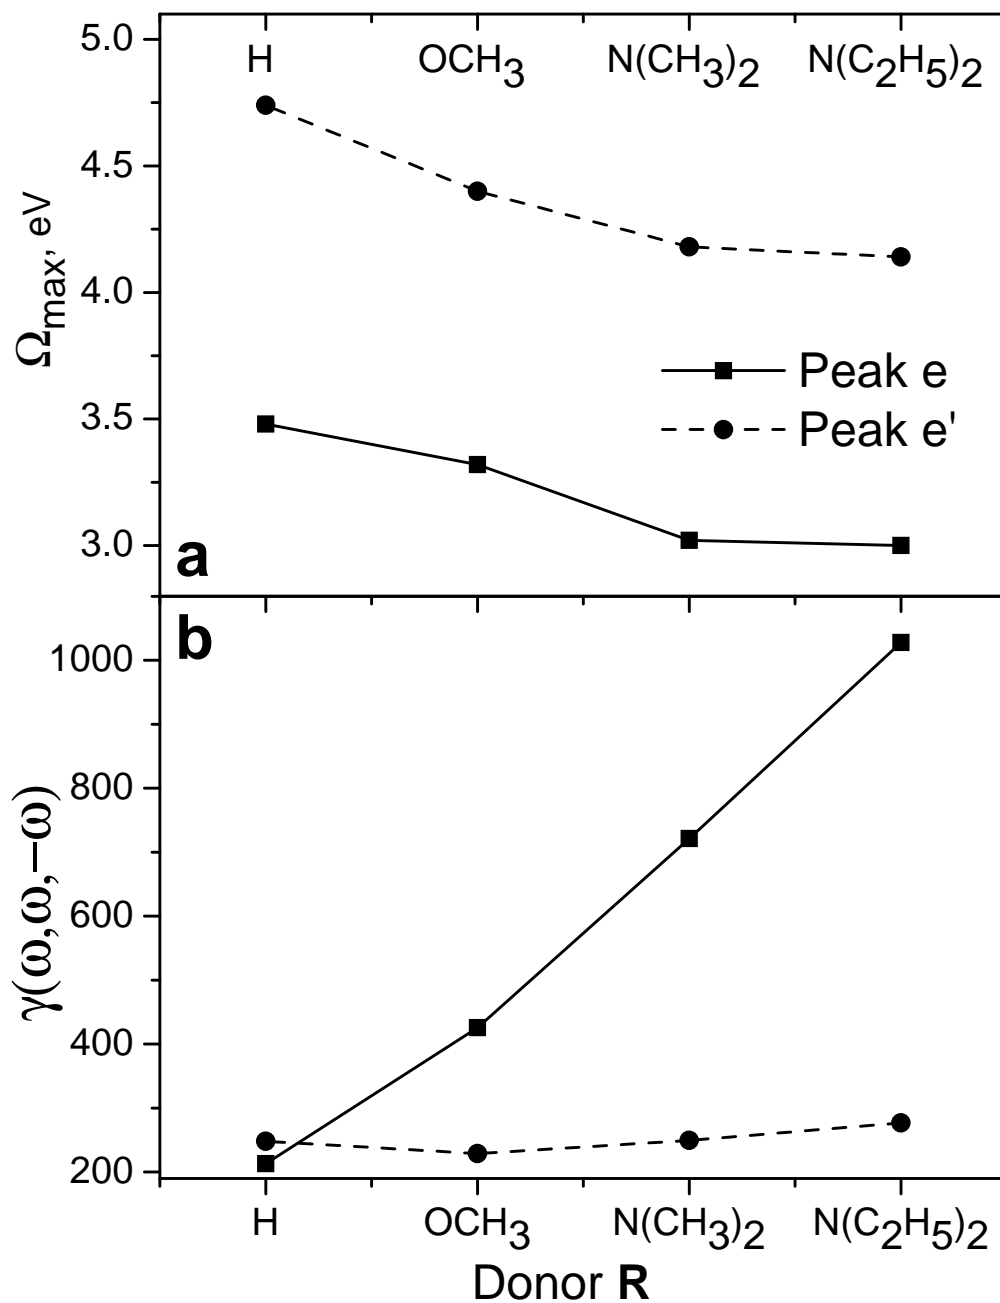 5.0
H OCH3 N(CH3)2 N(C2H5)2
4.5
4.0
Ωmax, eV
Peak e
3.5
Peak e'
3.0
a
b
1000
800
γ(ω,ω,−ω)
600
400
200
H OCH3 N(CH3)2 N(C2H5)2
Donor R